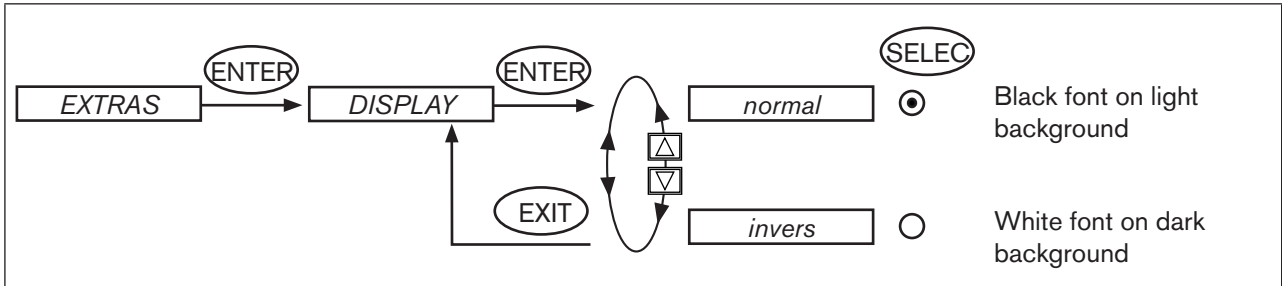 ENTER
ENTER
SELEC
EXTRAS
DISPLAY
normal
Black font on light
background
EXIT
invers
White font on dark
background